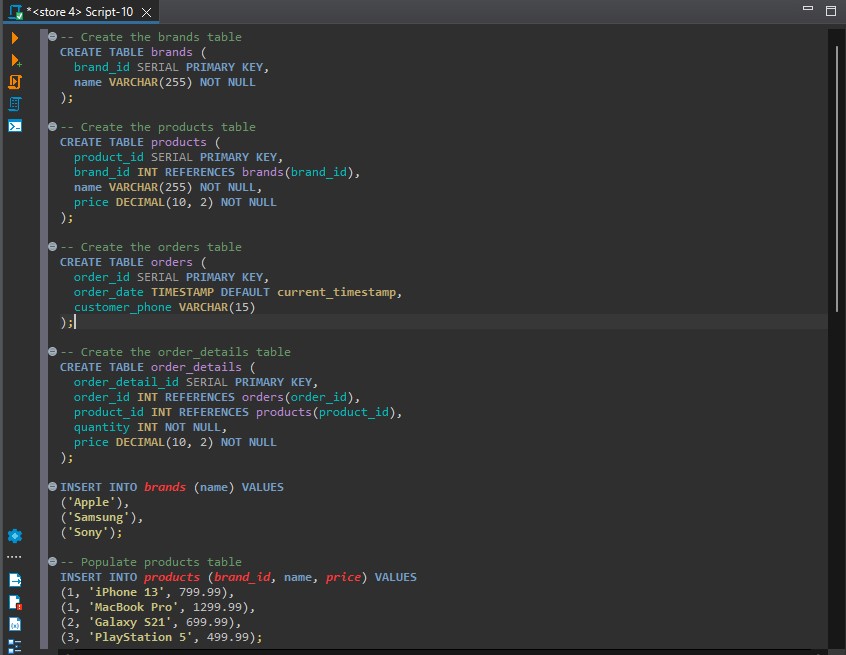 *<store 4> Script-10
-- Create the brands table
CREATE TABLE brands (
  brand_id SERIAL PRIMARY KEY,
  name VARCHAR(255) NOT NULL
);
-- Create the products table
CREATE TABLE products (
  product_id SERIAL PRIMARY KEY,
  brand_id INT REFERENCES brands(brand_id),
  name VARCHAR(255) NOT NULL,
  price DECIMAL(10, 2) NOT NULL
);
-- Create the orders table
CREATE TABLE orders (
  order_id SERIAL PRIMARY KEY,
  order_date TIMESTAMP DEFAULT current_timestamp,
  customer_phone VARCHAR(15)
);
-- Create the order_details table
CREATE TABLE order_details (
  order_detail_id SERIAL PRIMARY KEY,
  order_id INT REFERENCES orders(order_id),
  product_id INT REFERENCES products(product_id),
  quantity INT NOT NULL,
  price DECIMAL(10, 2) NOT NULL
);
INSERT INTO brands (name) VALUES
('Apple'),
('Samsung'),
('Sony');
-- Populate products table
INSERT INTO products (brand_id, name, price) VALUES
(1, 'iPhone 13', 799.99),
(1, 'MacBook Pro', 1299.99),
(2, 'Galaxy S21', 699.99),
(3, 'PlayStation 5', 499.99);